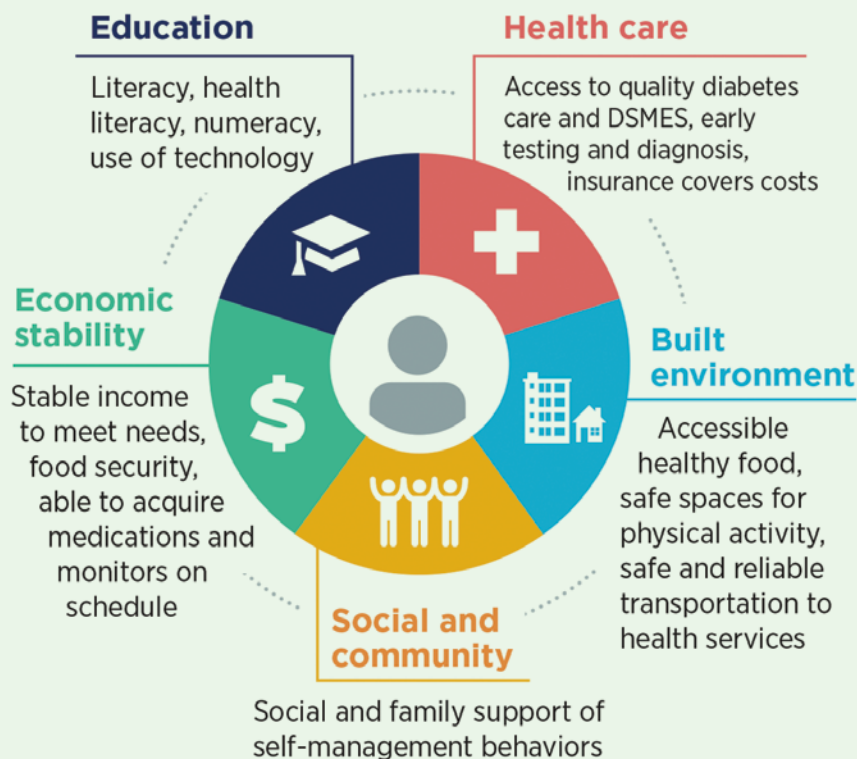 Education
Literacy, health
literacy, numeracy,
use of technology
Health care
Access to quality diabetes
care and DSMES, early
testing and diagnosis,
insurance covers costs
Economic
stability
Stable income
to meet needs,
food security,
able to acquire
medications and
monitors on
schedule
$
Built
environment
Accessible
healthy food,
safe spaces for
physical activity,
safe and reliable
transportation to
health services
Social and
community
Social and family support of
self-management behaviors